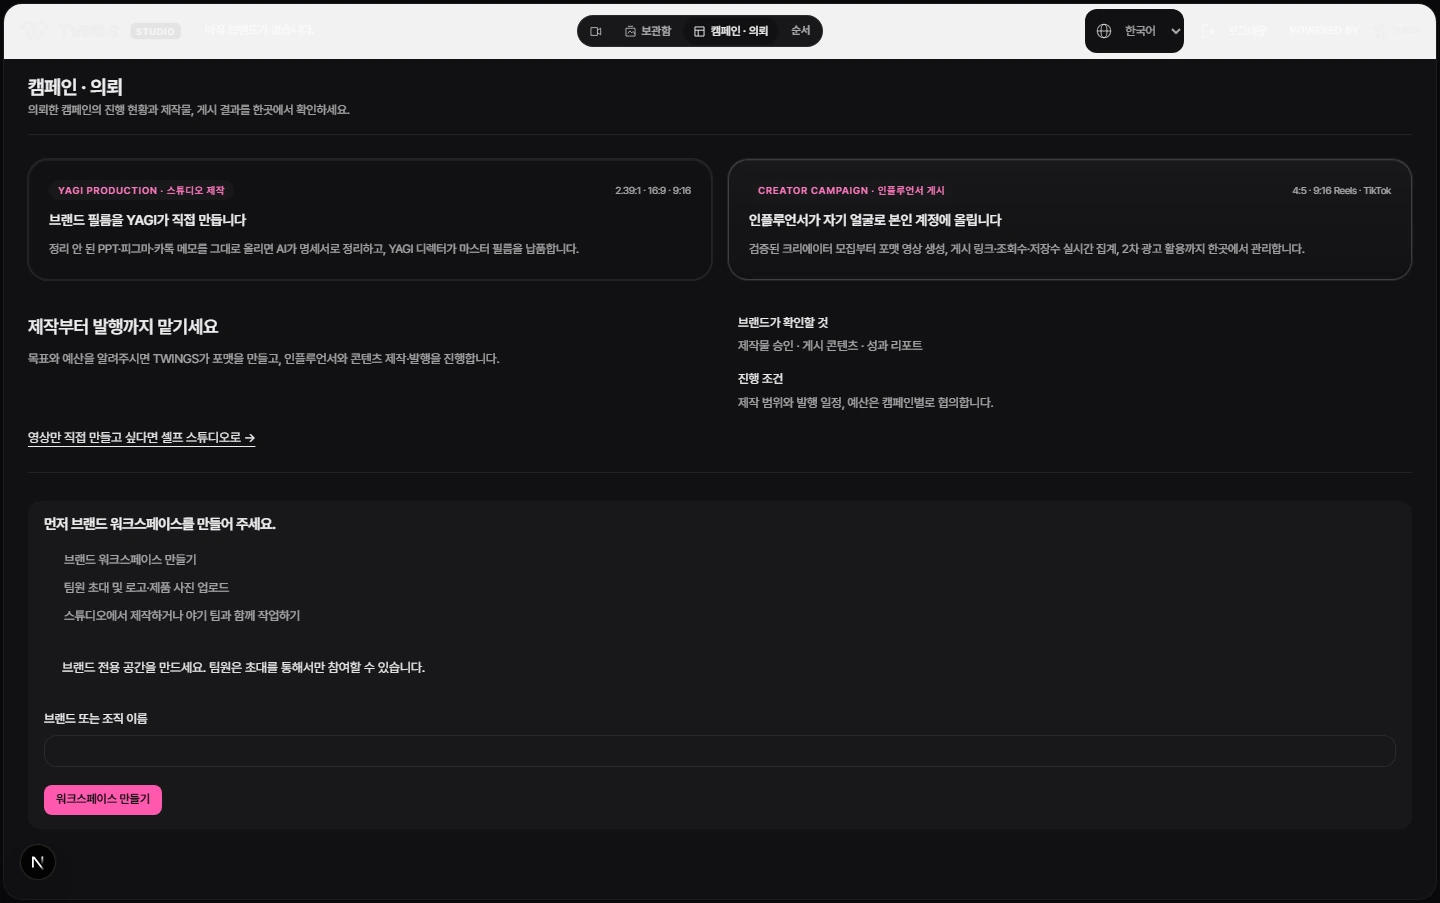 TWINGS STUDIO 아직 브랜드가 없습니다. 보관함 캠페인 · 의뢰 순서 한국어 로그아웃 POWERED BY
캠페인 · 의뢰
의뢰한 캠페인의 진행 현황과 제작물, 게시 결과를 한곳에서 확인하세요.
YAGI PRODUCTION · 스튜디오 제작 2.39:1 · 16:9 · 9:16
브랜드 필름을 YAGI가 직접 만듭니다
정리 안 된 PPT·피그마·카톡 메모를 그대로 올리면 AI가 명세서로 정리하고, YAGI 디렉터가 마스터 필름을 납품합니다.
CREATOR CAMPAIGN · 인플루언서 게시 4:5 · 9:16 Reels · TikTok
인플루언서가 자기 얼굴로 본인 계정에 올립니다
검증된 크리에이터 모집부터 포맷 영상 생성, 게시 링크·조회수·저장수 실시간 집계, 2차 광고 활용까지 한곳에서 관리합니다.
제작부터 발행까지 맡기세요
목표와 예산을 알려주시면 TWINGS가 포맷을 만들고, 인플루언서와 콘텐츠 제작·발행을 진행합니다.
영상만 직접 만들고 싶다면 셀프 스튜디오로 →
브랜드가 확인할 것
제작물 승인 · 게시 콘텐츠 · 성과 리포트
진행 조건
제작 범위와 발행 일정, 예산은 캠페인별로 협의합니다.
먼저 브랜드 워크스페이스를 만들어 주세요.
브랜드 워크스페이스 만들기
팀원 초대 및 로고·제품 사진 업로드
스튜디오에서 제작하거나 야기 팀과 함께 작업하기
브랜드 전용 공간을 만드세요. 팀원은 초대를 통해서만 참여할 수 있습니다.
브랜드 또는 조직 이름
워크스페이스 만들기
N